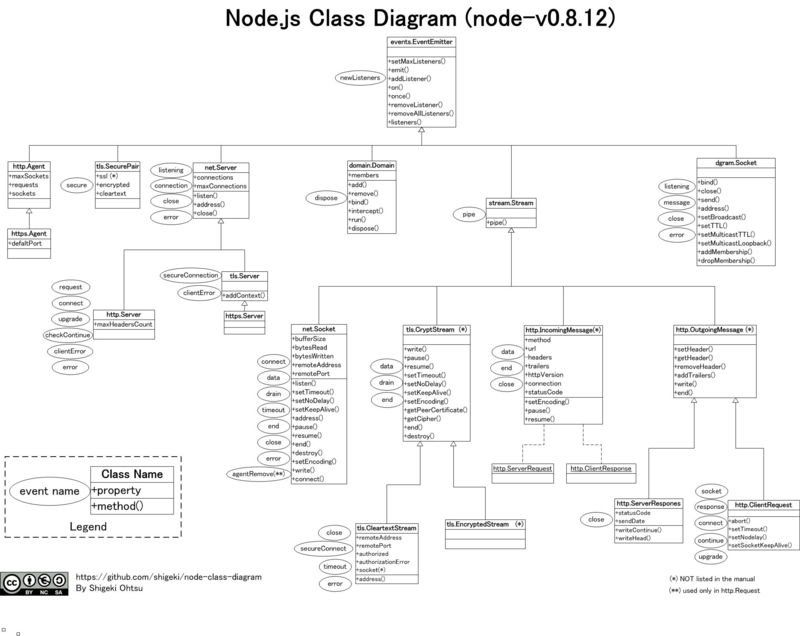 Node.js Class Diagram (node-v0.8.12)
events.EventEmitter
newListeners
+setMaxListeners()
+emit()
+addListener()
+on()
+once()
+removeListener()
+removeAllListeners()
+listeners()
http.Agent
+maxSockets
+requests
+sockets
https.Agent
+defaltPort
tls.SecurePair
secure
+ssl (*)
+encrypted
+cleartext
net.Server
listening
connection
close
error
+connections
+maxConnections
+listen()
+address()
+close()
domain.Domain
dispose
+members
+add()
+remove()
+bind()
+intercept()
+run()
+dispose()
stream.Stream
pipe
+pipe()
dgram.Socket
listening
message
close
error
+bind()
+close()
+send()
+address()
+setBroadcast()
+setTTL()
+setMulticastTTL()
+setMulticastLoopback()
+addMembership()
+dropMembership()
request
connect
upgrade
checkContinue
clientError
error
http.Server
+maxHeadersCount
secureConnection
clientError
tls.Server
+addContext()
https.Server
net.Socket
connect
data
drain
timeout
end
close
error
agentRemove(**)
+bufferSize
+bytesRead
+bytesWritten
+remoteAddress
+remotePort
+listen()
+setTimeout()
+setNoDelay()
+setKeepAlive()
+address()
+pause()
+resume()
+end()
+destroy()
+setEncoding()
+write()
+connect()
tls.CryptStream (*)
data
drain
end
+write()
+pause()
+resume()
+setTimeout()
+setNoDelay()
+setKeepAlive()
+setEncoding()
+getPeerCertificate()
+getCipher()
+end()
+destroy()
http.IncomingMessage(*)
data
end
close
+method
+url
+headers
+trailers
+httpVersion
+connection
+statusCode
+setEncoding()
+pause()
+resume()
http.OutgoingMessage (*)
+setHeader()
+getHeader()
+removeHeader()
+addTrailers()
+write()
+end()
http.ServerRequest
http.ClientResponse
tls.CleartextStream
close
secureConnect
timeout
error
+remoteAddress
+remotePort
+authorized
+authorizationError
+socket(*)
+address()
tls.EncryptedStream (*)
http.ServerRespones
close
+statusCode
+sendDate
+writeContinue()
+writeHead()
http.ClientRequest
socket
response
connect
continue
upgrade
+abort()
+setTimeout()
+setNodelay()
+setSocketKeepAlive()
event name
Class Name
+property
+method()
Legend
cc
BY NC SA
https://github.com/shigeki/node-class-diagram
By Shigeki Ohtsu
(*) NOT listed in the manual
(**) used only in http.Request